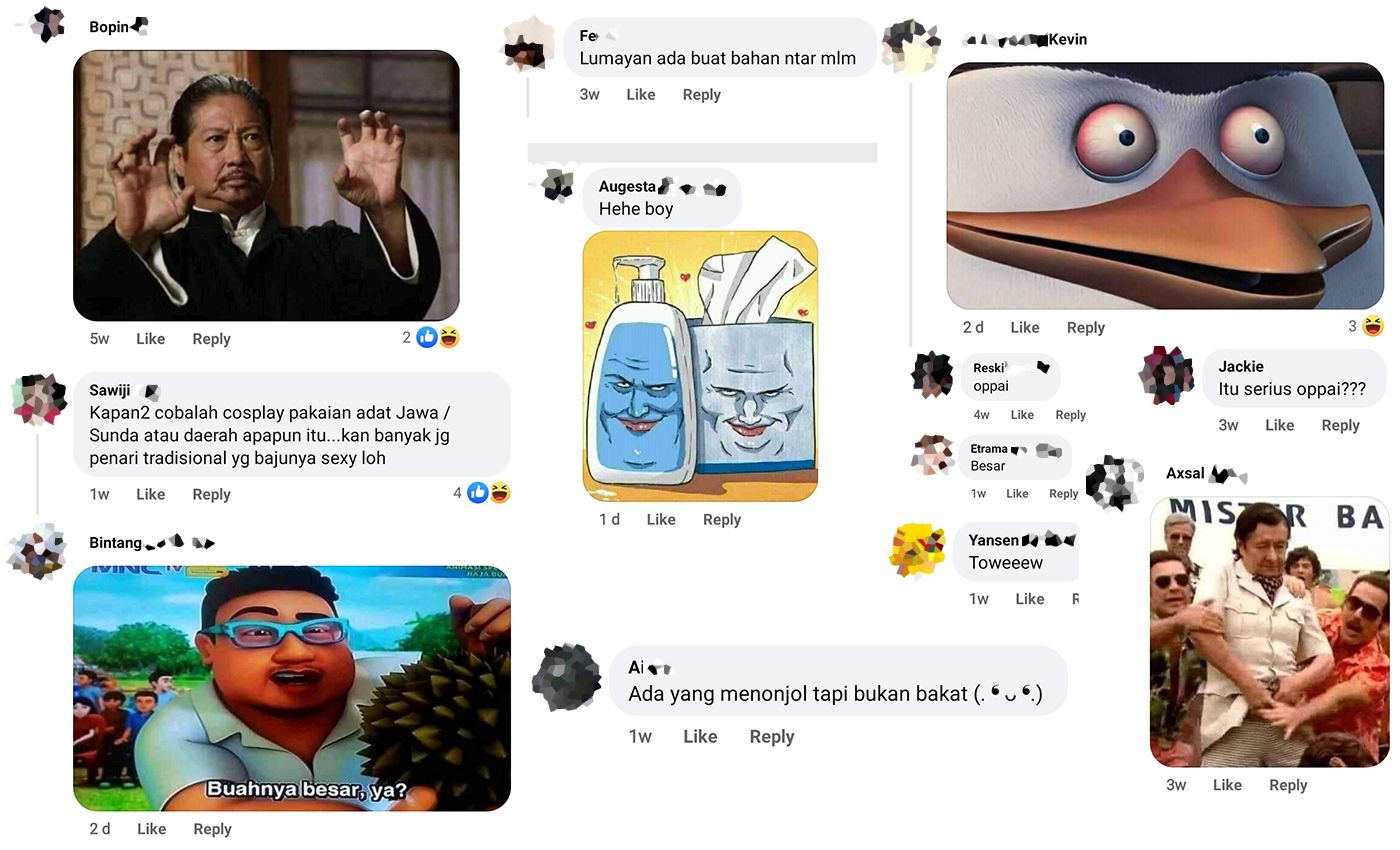 Bopin
5w Like Reply 2
Sawiji
Kapan2 cobalah cosplay pakaian adat Jawa /
Sunda atau daerah apapun itu...kan banyak jg
penari tradisional yg bajunya sexy loh
1w Like Reply 4
Bintang
MNC TV
Buahnya besar, ya?
2 d Like Reply
Fe
Lumayan ada buat bahan ntar mlm
3w Like Reply
Augesta
Hehe boy
1 d Like Reply
Ai
Ada yang menonjol tapi bukan bakat (. ❛ ᴗ ❛.)
1w Like Reply
Kevin
2 d Like Reply 3
Reski
oppai
4w Like Reply
Etrama
Besar
1w Like Reply
Yansen
Toweeew
1w Like R
Jackie
Itu serius oppai???
3w Like Reply
Axsal
MISTER BA
3w Like Reply